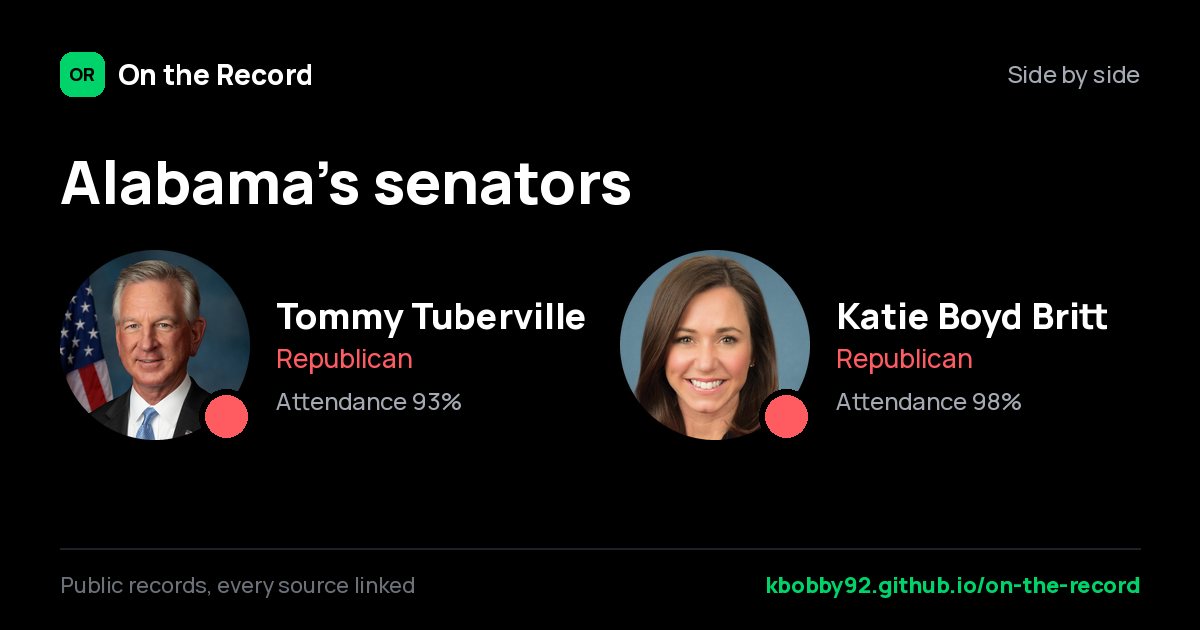 OR On the Record
Side by side
Alabama’s senators
Tommy Tuberville
Republican
Attendance 93%
Katie Boyd Britt
Republican
Attendance 98%
Public records, every source linked
kbobby92.github.io/on-the-record